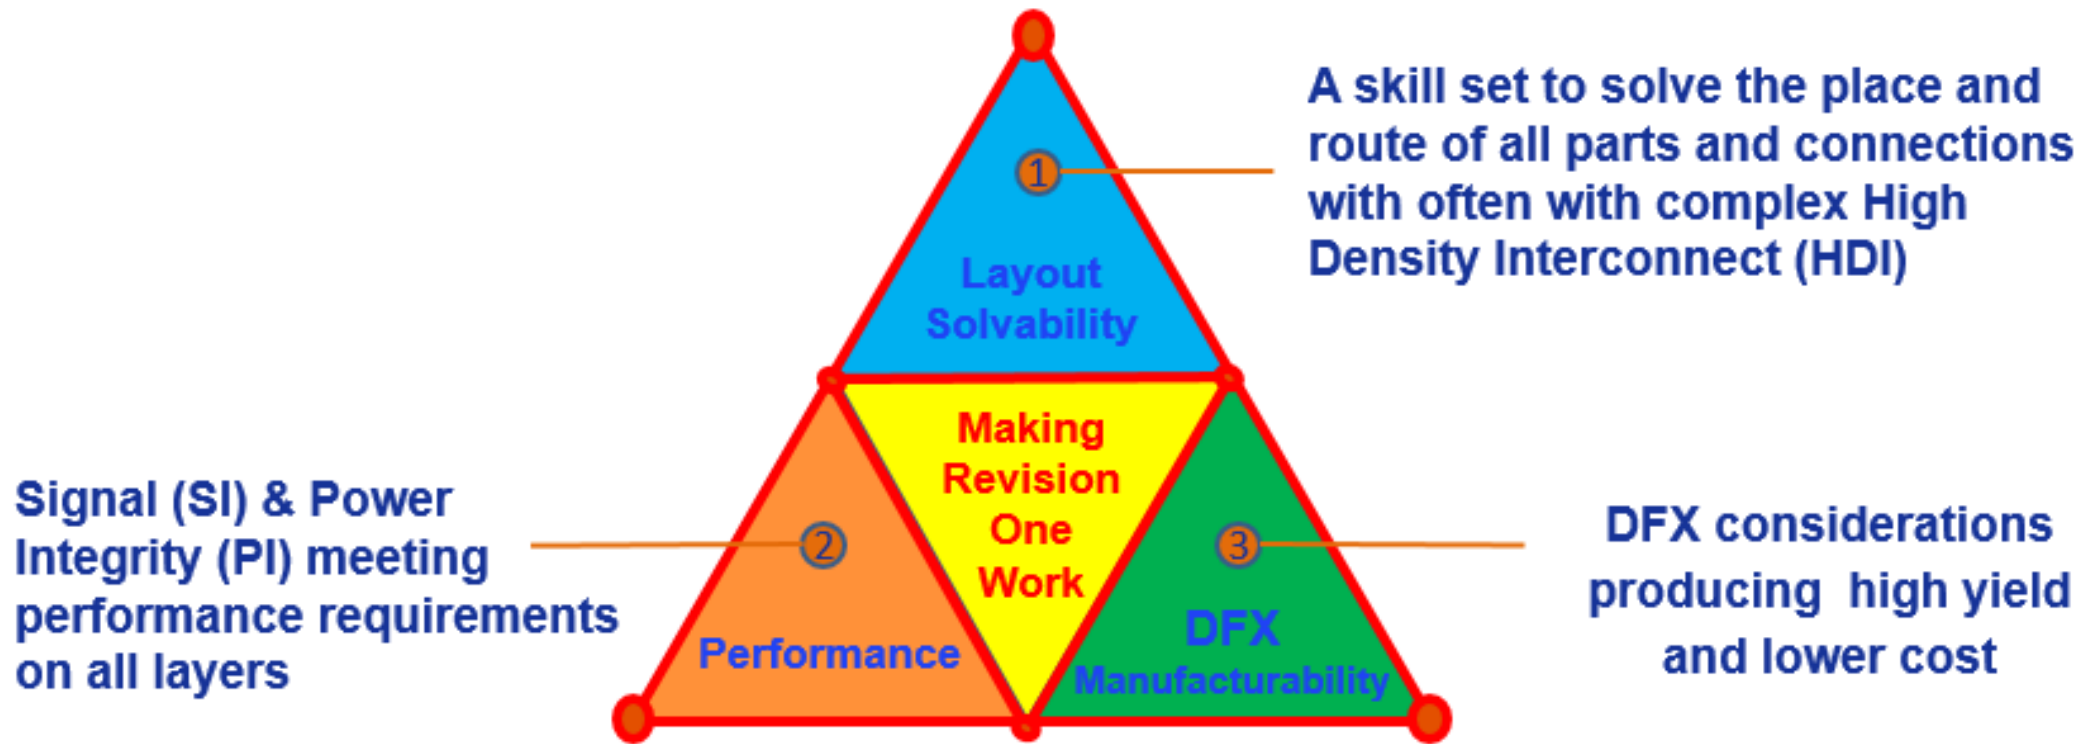 A skill set to solve the place and
route of all parts and connections
with often with complex High
Density Interconnect (HDI)
1
Layout
Solvability
Making
Revision
One
Work
Signal (SI) & Power
Integrity (PI) meeting
performance requirements
on all layers
2
Performance
3
DFX
Manufacturability
DFX considerations
producing high yield
and lower cost